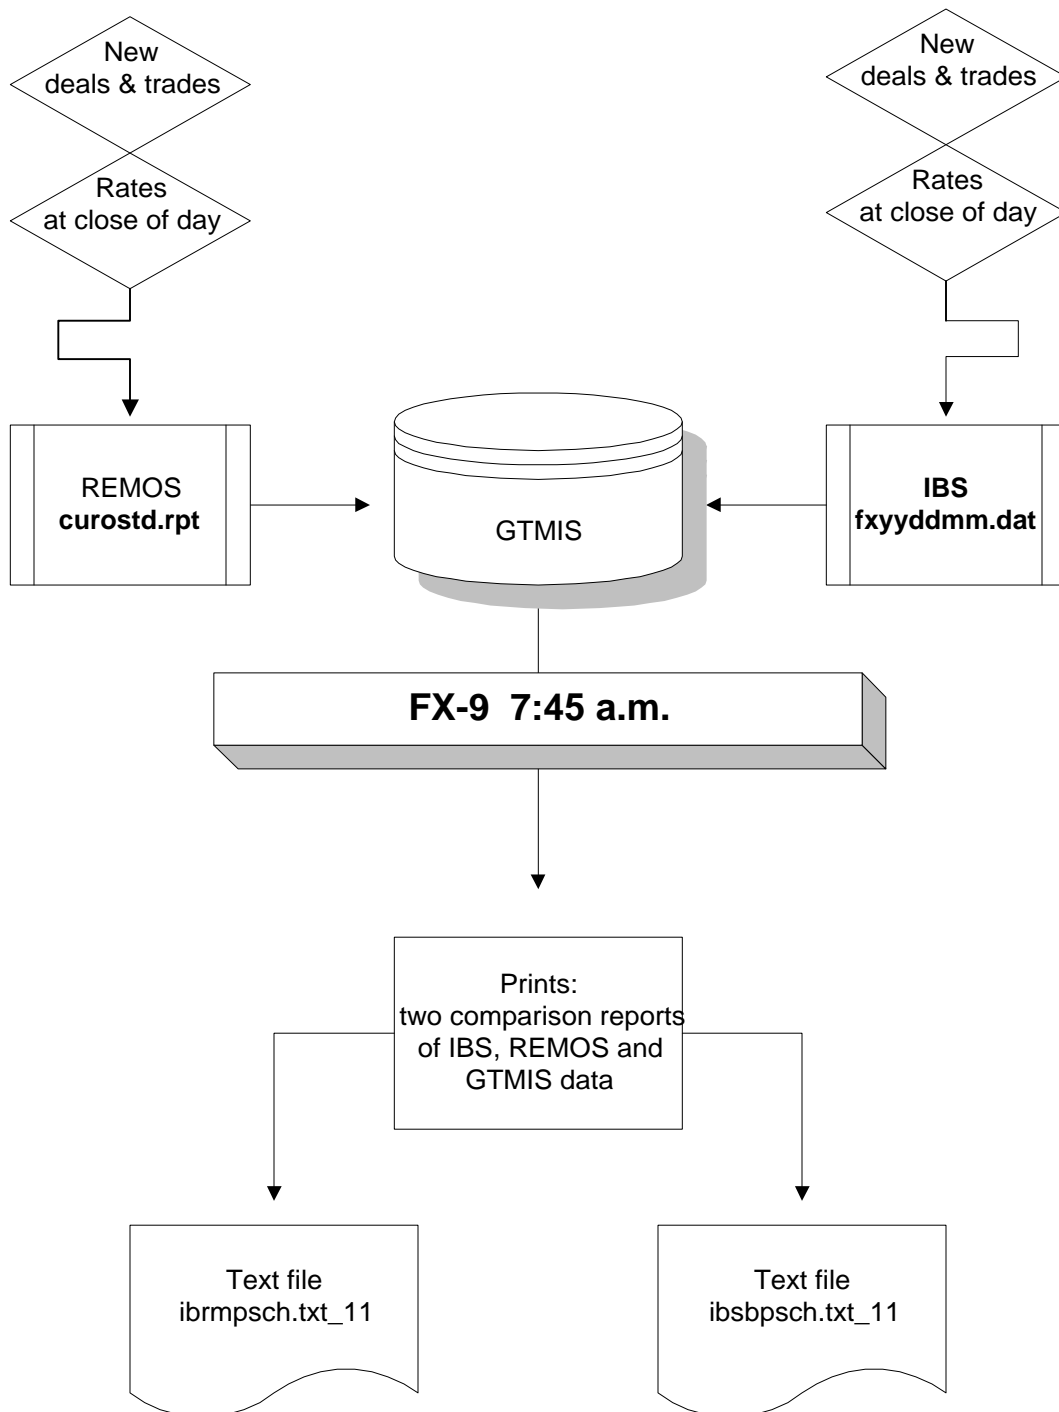 New
deals & trades
Rates
at close of day
New
deals & trades
Rates
at close of day
REMOS
curostd.rpt
GTMIS
IBS
fxyyddmm.dat
FX-9 7:45 a.m.
Prints:
two comparison reports
of IBS, REMOS and
GTMIS data
Text file
ibrmpsch.txt_11
Text file
ibsbpsch.txt_11